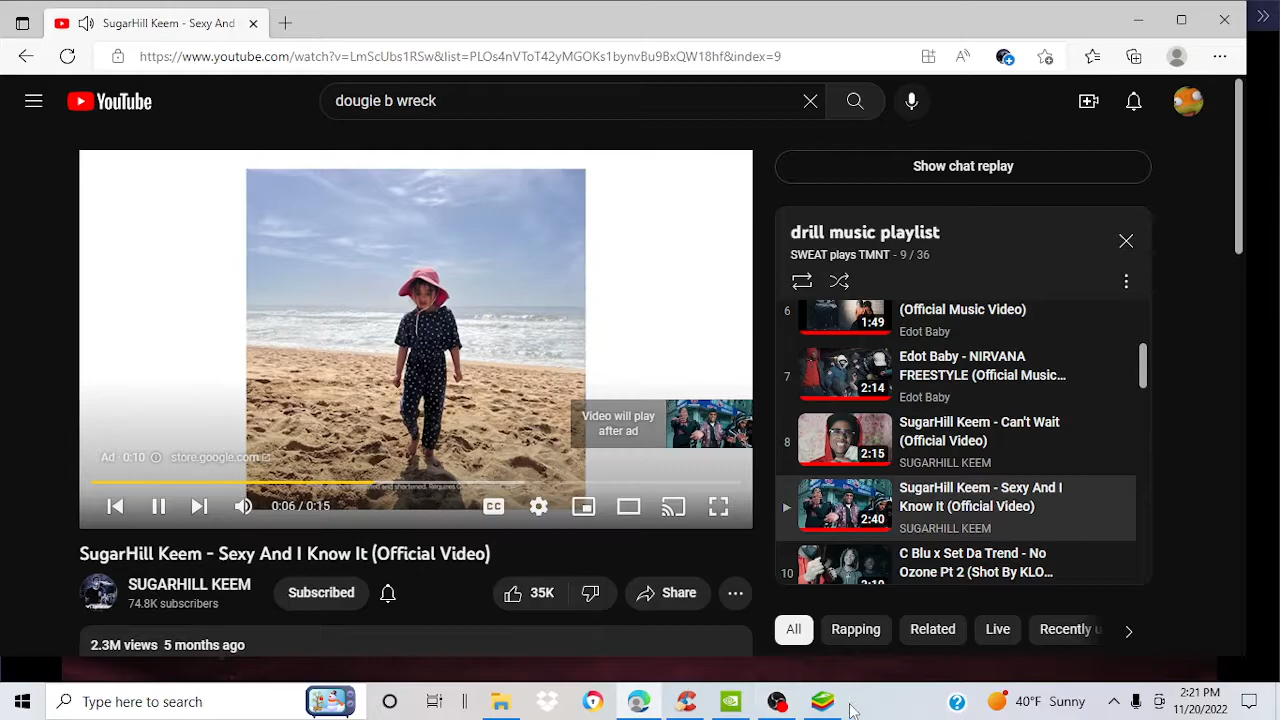 SugarHill Keem - Sexy And
https://www.youtube.com/watch?v=LmScUbs1RSw&list=PLOs4nVToT42yMGOKs1bynvBu9BxQW18hf&index=9
YouTube
dougie b wreck
Show chat replay
drill music playlist
SWEAT plays TMNT - 9 / 36
6
(Official Music Video)
Edot Baby
1:49
7
Edot Baby - NIRVANA
FREESTYLE (Official Music...
Edot Baby
2:14
8
SugarHill Keem - Can't Wait
(Official Video)
SUGARHILL KEEM
2:15
SugarHill Keem - Sexy And I
Know It (Official Video)
SUGARHILL KEEM
2:40
10
C Blu x Set Da Trend - No
Ozone Pt 2 (Shot By KLO...
Video will play
after ad
Ad · 0:10
store.google.com
and shortened. Requires
0:06 / 0:15
CC
SugarHill Keem - Sexy And I Know It (Official Video)
SUGARHILL KEEM
74.8K subscribers
Subscribed
35K
Share
2.3M views 5 months ago
All
Rapping
Related
Live
Recently u
Type here to search
40°F Sunny
2:21 PM
11/20/2022